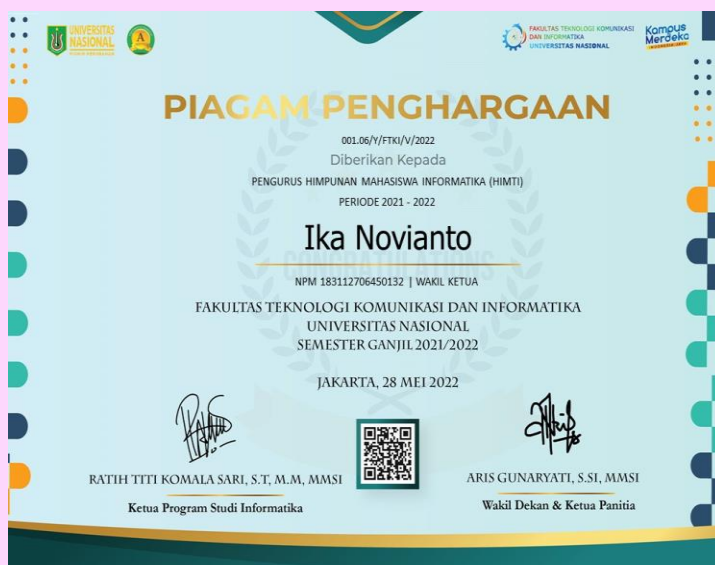 UNIVERSITAS
NASIONAL
FAKULTAS TEKNOLOGI KOMUNIKASI
DAN INFORMATIKA
UNIVERSITAS NASIONAL
Kampus
Merdeka
PIAGAM PENGHARGAAN
001.06/Y/FTKI/V/2022
Diberikan Kepada
PENGURUS HIMPUNAN MAHASISWA INFORMATIKA (HIMTI)
PERIODE 2021 - 2022
Ika Novianto
CONGRATULATIONS
NPM 183112706450132 | WAKIL KETUA
FAKULTAS TEKNOLOGI KOMUNIKASI DAN INFORMATIKA
UNIVERSITAS NASIONAL
SEMESTER GANJIL 2021/2022
JAKARTA, 28 MEI 2022
RATIH TITI KOMALA SARI, S.T, M.M, MMSI
Ketua Program Studi Informatika
ARIS GUNARYATI, S.SI, MMSI
Wakil Dekan & Ketua Panitia